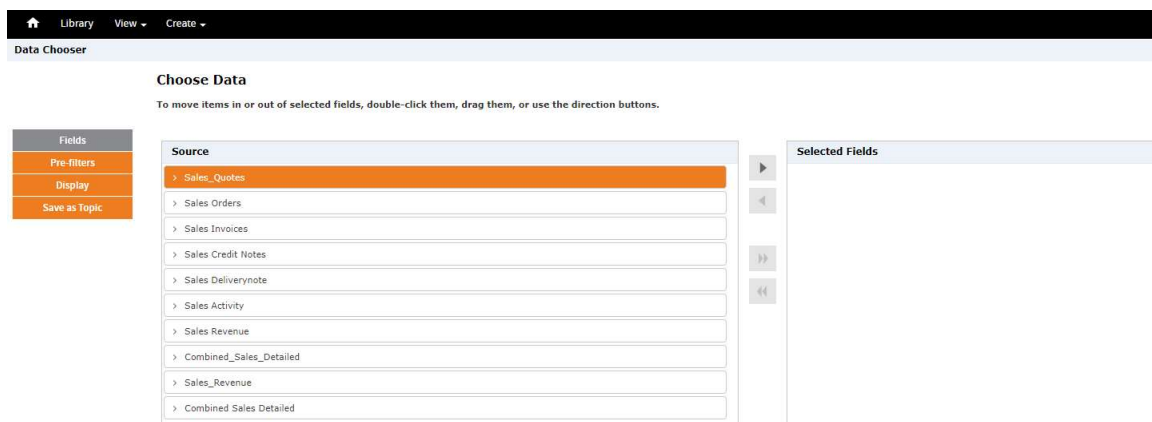 Library View Create
Data Chooser
Choose Data
To move items in or out of selected fields, double-click them, drag them, or use the direction buttons.
Fields
Pre-filters
Display
Save as Topic
Source
Sales_Quotes
Sales Orders
Sales Invoices
Sales Credit Notes
Sales Deliverynote
Sales Activity
Sales Revenue
Combined_Sales_Detailed
Sales_Revenue
Combined Sales Detailed
Selected Fields